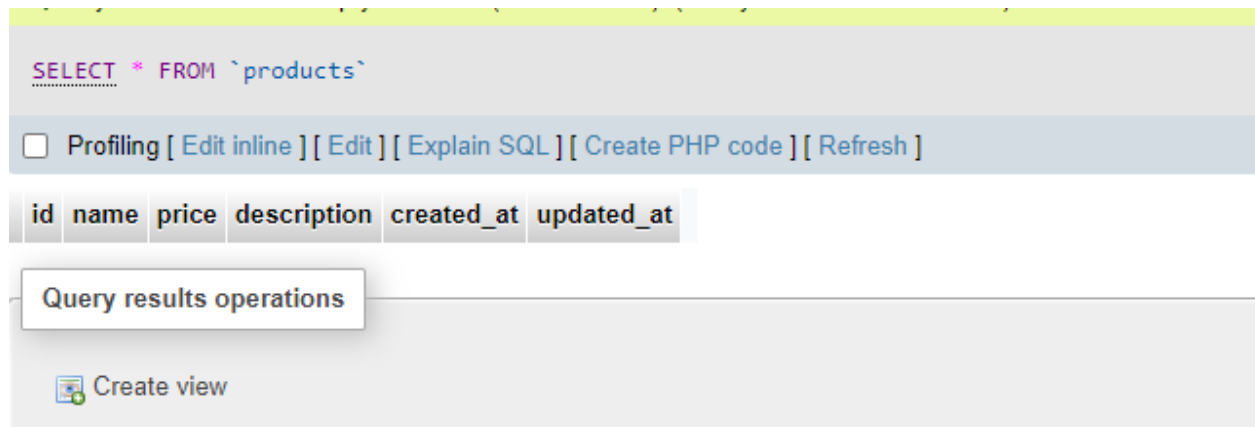 SELECT * FROM `products`
Profiling [ Edit inline ] [ Edit ] [ Explain SQL ] [ Create PHP code ] [ Refresh ]
id name price description created_at updated_at
Query results operations
Create view